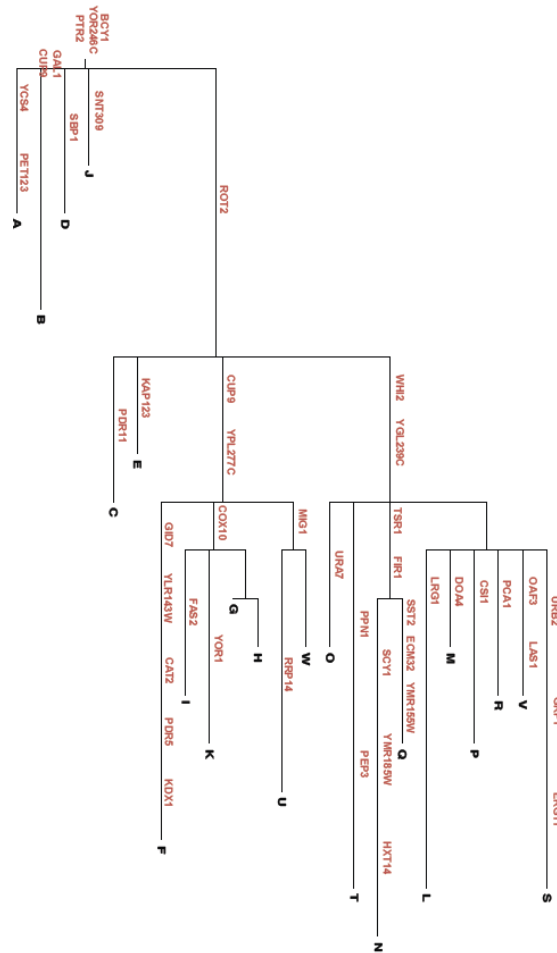 BCY1
YOR246C
PTR2
GAL1
CUP9
YCS4
PET123
A
B
SBP1
D
SNT309
J
ROT2
PDR11
C
KAP123
E
CUP9
YPL277C
GID7
YLR143W
CAT2
PDR5
KDX1
F
COX10
FAS2
I
YOR1
K
G
H
MIG1
RRP14
U
W
WHI2
YGL239C
URA7
O
PPN1
PEP3
T
TSR1
FIR1
SCY1
YMR185W
HXT14
N
SST2
ECM32
YMR155W
Q
LRG1
L
DOA4
M
CSI1
P
PCA1
R
OAF3
LAS1
V
URB2
S